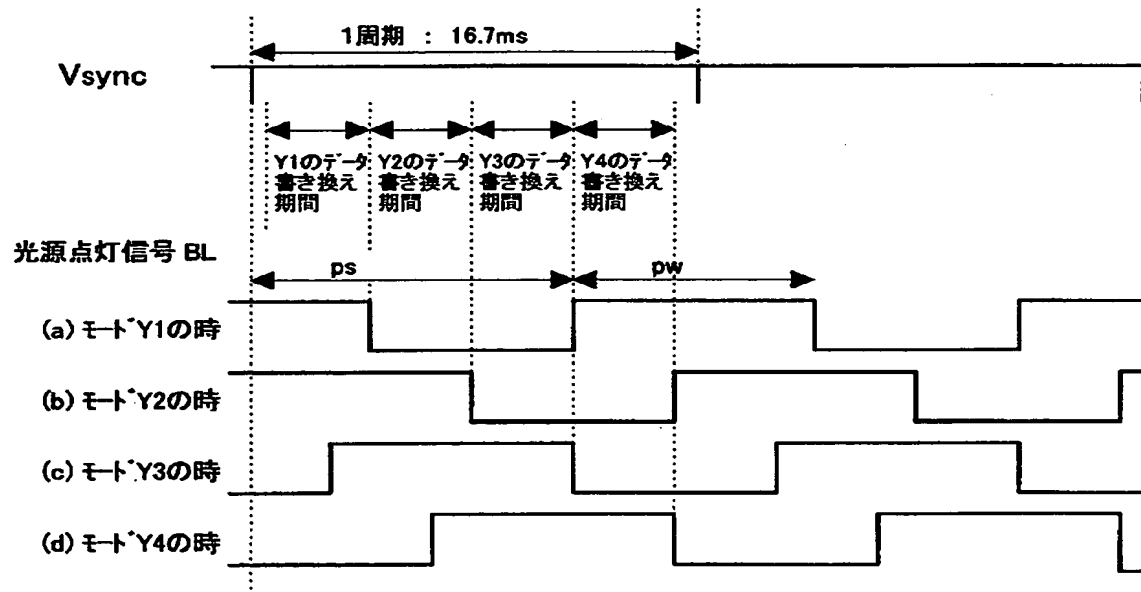 1周期 : 16.7ms
Vsync
Y1のデータ
書き換え
期間
Y2のデータ
書き換え
期間
Y3のデータ
書き換え
期間
Y4のデータ
書き換え
期間
光源点灯信号 BL
ps
pw
(a) モードY1の時
(b) モードY2の時
(c) モードY3の時
(d) モードY4の時